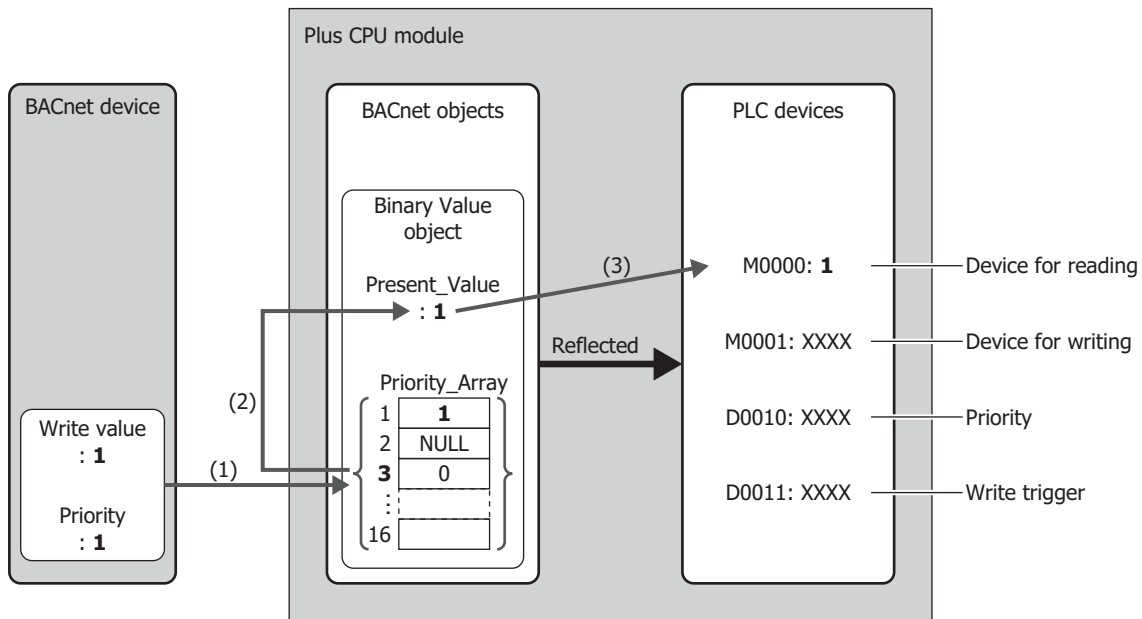 Plus CPU module
BACnet device
BACnet objects
PLC devices
Binary Value
object
(3)
M0000: 1
Device for reading
Present_Value
: 1
M0001: XXXX
Device for writing
Reflected
Priority_Array
(2)
1 1
D0010: XXXX
Priority
2 NULL
Write value
: 1
(1)
3 0
D0011: XXXX
Write trigger
:
Priority
: 1
16